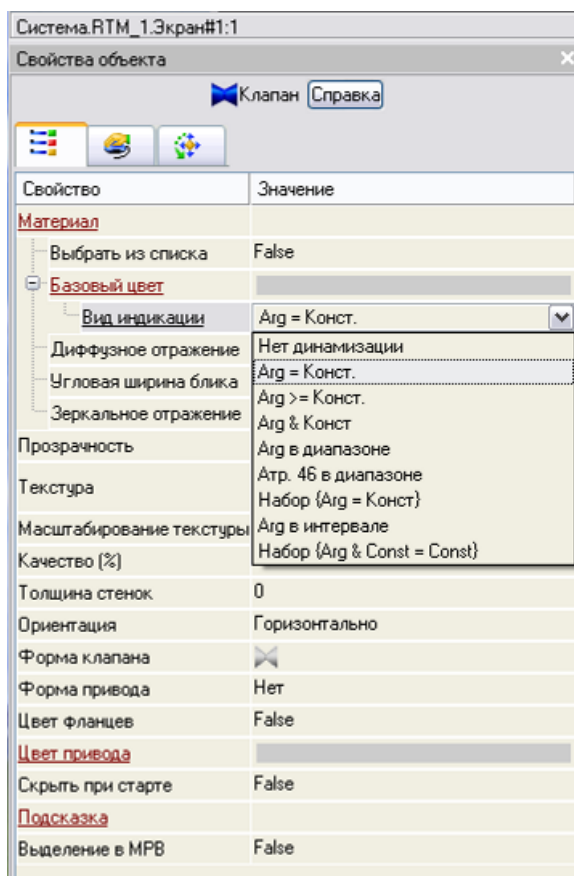 Система.RTM_1.Экран#1:1
Свойства объекта
Клапан Справка
Свойство Значение
Материал
Выбрать из списка False
Базовый цвет
Вид индикации Arg = Конст.
Диффузное отражение Нет динамизации
Угловая ширина блика Arg = Конст.
Arg >= Конст.
Зеркальное отражение Arg & Конст
Прозрачность Arg в диапазоне
Атр. 46 в диапазоне
Текстура Набор {Arg = Конст}
Масштабирование текстуры Arg в интервале
Качество (%) Набор {Arg & Const = Const}
Толщина стенок 0
Ориентация Горизонтально
Форма клапана
Форма привода Нет
Цвет фланцев False
Цвет привода
Скрыть при старте False
Подсказка
Выделение в МРВ False